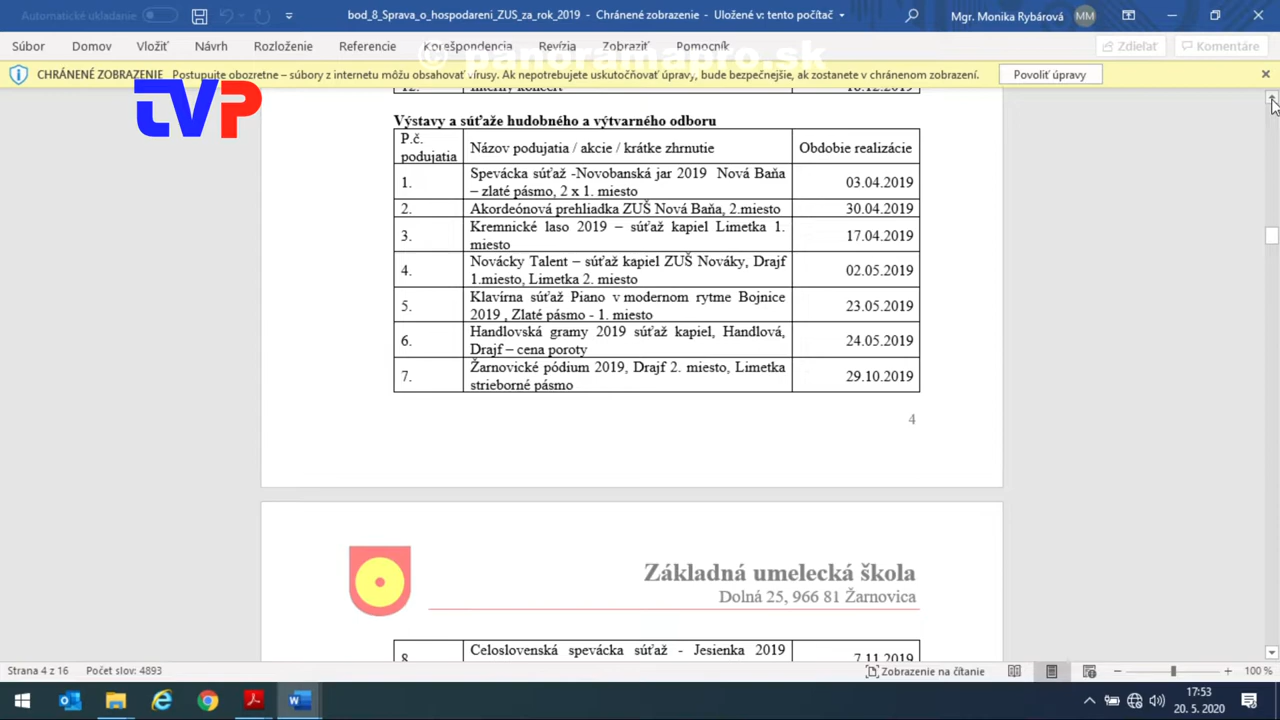 Automatické ukladanie
bod_8_Sprava_o_hospodareni_ZUS_za_rok_2019 - Chránené zobrazenie - Uložené v: tento počítač
Mgr. Monika Rybárová
MM
Súbor Domov Vložiť Návrh Rozloženie Referencie Korešpondencia Revízia Zobraziť Pomocník
Zdieľať Komentáre
© panoramapro.sk
CHRÁNENÉ ZOBRAZENIE Postupujte obozretne – súbory z internetu môžu obsahovať vírusy. Ak nepotrebujete uskutočňovať úpravy, bude bezpečnejšie, ak zostanete v chránenom zobrazení.
Povoliť úpravy
TVP
12. Interný koncert 16.12.2019
Výstavy a súťaže hudobného a výtvarného odboru
P.č.
podujatia
Názov podujatia / akcie / krátke zhrnutie
Obdobie realizácie
1.
Spevácka súťaž -Novobanská jar 2019 Nová Baňa
– zlaté pásmo, 2 x 1. miesto
03.04.2019
2.
Akordeónová prehliadka ZUŠ Nová Baňa, 2.miesto
30.04.2019
3.
Kremnické laso 2019 – súťaž kapiel Limetka 1.
miesto
17.04.2019
4.
Novácky Talent – súťaž kapiel ZUŠ Nováky, Drajf
1.miesto, Limetka 2. miesto
02.05.2019
5.
Klavírna súťaž Piano v modernom rytme Bojnice
2019 , Zlaté pásmo - 1. miesto
23.05.2019
6.
Handlovská gramy 2019 súťaž kapiel, Handlová,
Drajf – cena poroty
24.05.2019
7.
Žarnovické pódium 2019, Drajf 2. miesto, Limetka
strieborné pásmo
29.10.2019
4
Základná umelecká škola
Dolná 25, 966 81 Žarnovica
8.
Celoslovenská spevácka súťaž - Jesienka 2019
7.11.2019
Strana 4 z 16 Počet slov: 4893
Zobrazenie na čítanie
100 %
17:53
20. 5. 2020